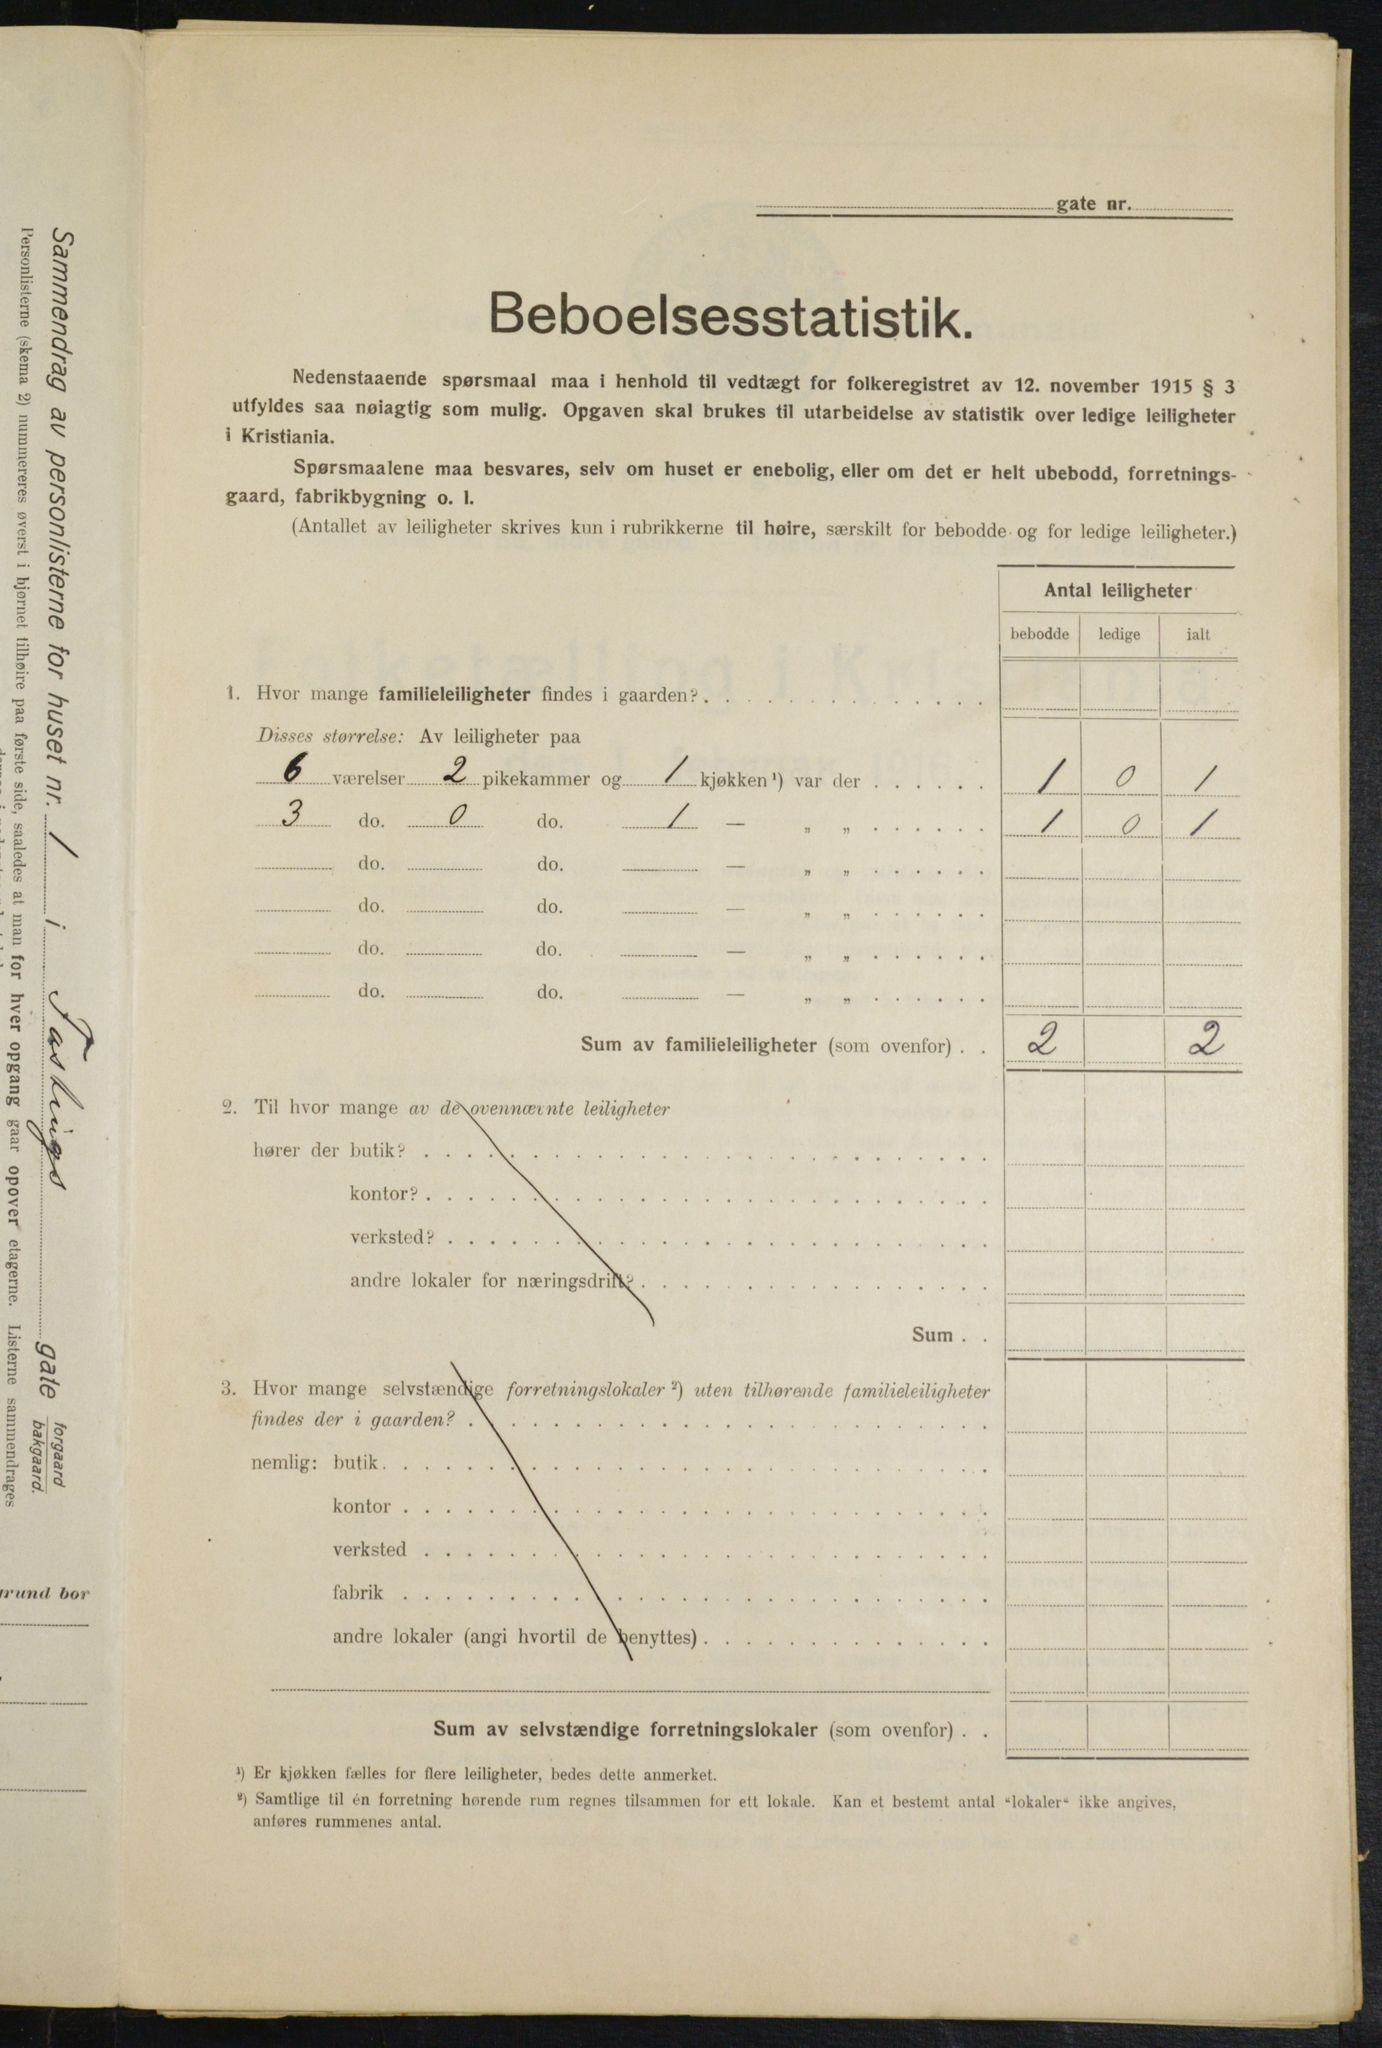 gate nr.
Beboelsesstatistik.
Nedenstaaende spørsmaal maa i henhold til vedtægt for folkeregistret av 12. november 1915 § 3
utfyldes saa nøiagtig som mulig. Opgaven skal brukes til utarbeidelse av statistik over ledige leiligheter
i Kristiania.
Spørsmaalene maa besvares, selv om huset er enebolig, eller om det er helt ubebodd, forretnings-
gaard, fabrikbygning o. l.
(Antallet av leiligheter skrives kun i rubrikkerne til høire, særskilt for bebodde og for ledige leiligheter.)
Antal leiligheter
bebodde ledige ialt
1. Hvor mange familieleiligheter findes i gaarden?
Disses størrelse: Av leiligheter paa
6 værelser 2 pikekammer og 1 kjøkken ¹) var der 1 0 1
3 do. 0 do. 1 — „ „ 1 0 1
do. do. — „ „
do. do. — „ „
do. do. — „ „
do. do. — „ „
Sum av familieleiligheter (som ovenfor) . . 2 2
2. Til hvor mange av de ovennævnte leiligheter
hører der butik?
kontor?
verksted?
andre lokaler for næringsdrift?
Sum . .
3. Hvor mange selvstændige forretningslokaler ²) uten tilhørende familieleiligheter
findes der i gaarden?
nemlig: butik
kontor
verksted
fabrik
andre lokaler (angi hvortil de benyttes)
Sum av selvstændige forretningslokaler (som ovenfor) . .
¹) Er kjøkken fælles for flere leiligheter, bedes dette anmerket.
²) Samtlige til én forretning hørende rum regnes tilsammen for ett lokale. Kan et bestemt antal “lokaler“ ikke angives,
anføres rummenes antal.
Sammendrag av personlisterne for huset nr. 1 i gate forgaard bakgaard.
Personlisterne (skema 2) nummereres øverst i hjørnet tilhøire paa første side, saaledes at man for hver opgang gaar opover etagerne. Listerne sammendrages
grund bor